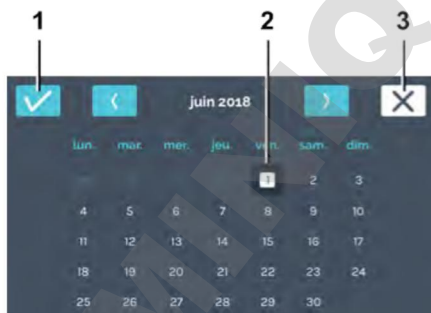 1 2 3
juin 2018
lun. mar. mer. jeu. ven. sam. dim.
1 2 3
4 5 6 7 8 9 10
11 12 13 14 15 16 17
18 19 20 21 22 23 24
25 26 27 28 29 30